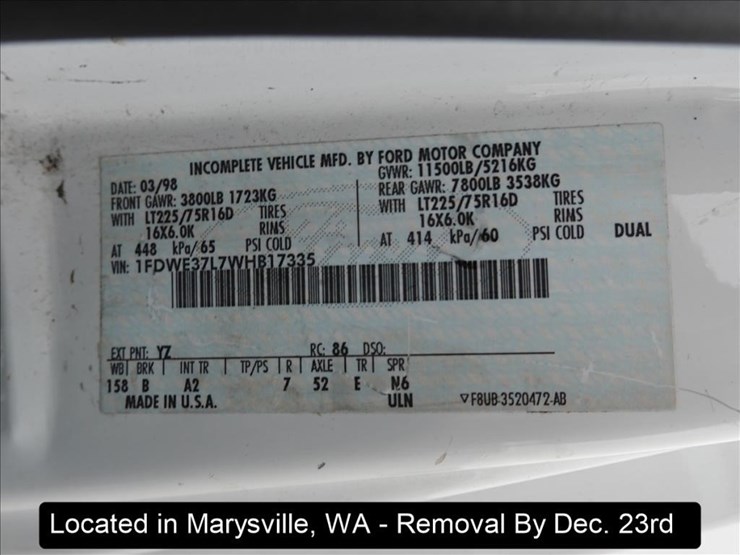 INCOMPLETE VEHICLE MFD. BY FORD MOTOR COMPANY
DATE: 03/98 GVWR: 11500LB/5216KG
FRONT GAWR: 3800LB 1723KG REAR GAWR: 7800LB 3538KG
WITH LT225/75R16D TIRES WITH LT225/75R16D TIRES
16X6.0K RIMS 16X6.0K RIMS
AT 448 kPa/65 PSI COLD AT 414 kPa/60 PSI COLD DUAL
VIN: 1FDWE37L7WHB17335
EXT PNT: YZ RC: 86 DSO:
WB BRK INT TR TP/PS R AXLE TR SPR
158 B A2 7 52 E N6
MADE IN U.S.A. ULN ▽F8UB-3520472-AB
Located in Marysville, WA - Removal By Dec. 23rd